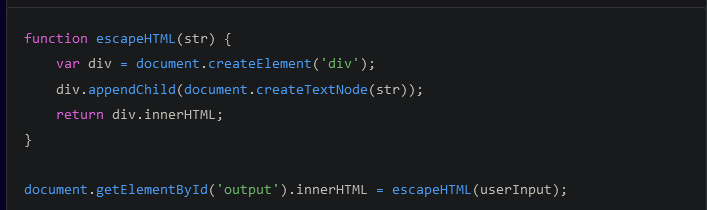 function escapeHTML(str) {
    var div = document.createElement('div');
    div.appendChild(document.createTextNode(str));
    return div.innerHTML;
}
document.getElementById('output').innerHTML = escapeHTML(userInput);